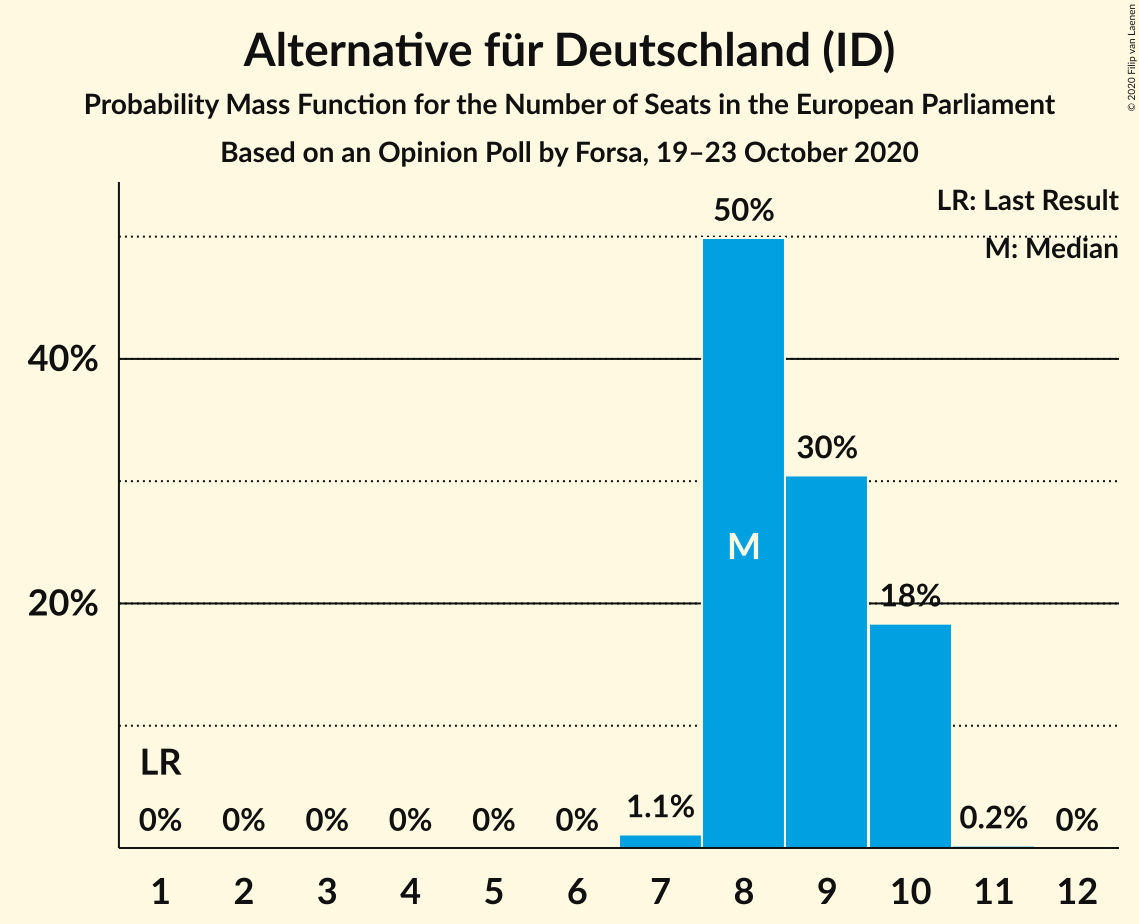 Alternative für Deutschland (ID)
Probability Mass Function for the Number of Seats in the European Parliament
Based on an Opinion Poll by Forsa, 19–23 October 2020
© 2020 Filip van Laenen
LR: Last Result
M: Median
50%
40%
30%
M
20%
18%
LR
0% 0% 0% 0% 0% 0% 1.1% 0.2% 0%
1 2 3 4 5 6 7 8 9 10 11 12